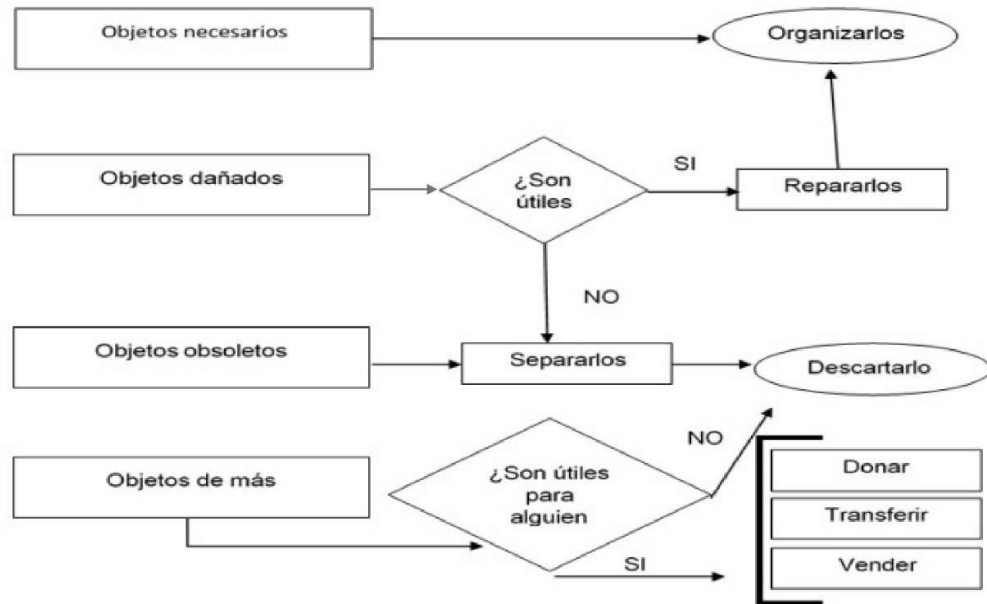 Objetos necesarios
Organizarlos
Objetos dañados
¿Son
útiles
SI
Repararlos
NO
Objetos obsoletos
Separarlos
Descartarlo
Objetos de más
¿Son útiles
para
alguien
NO
SI
Donar
Transferir
Vender